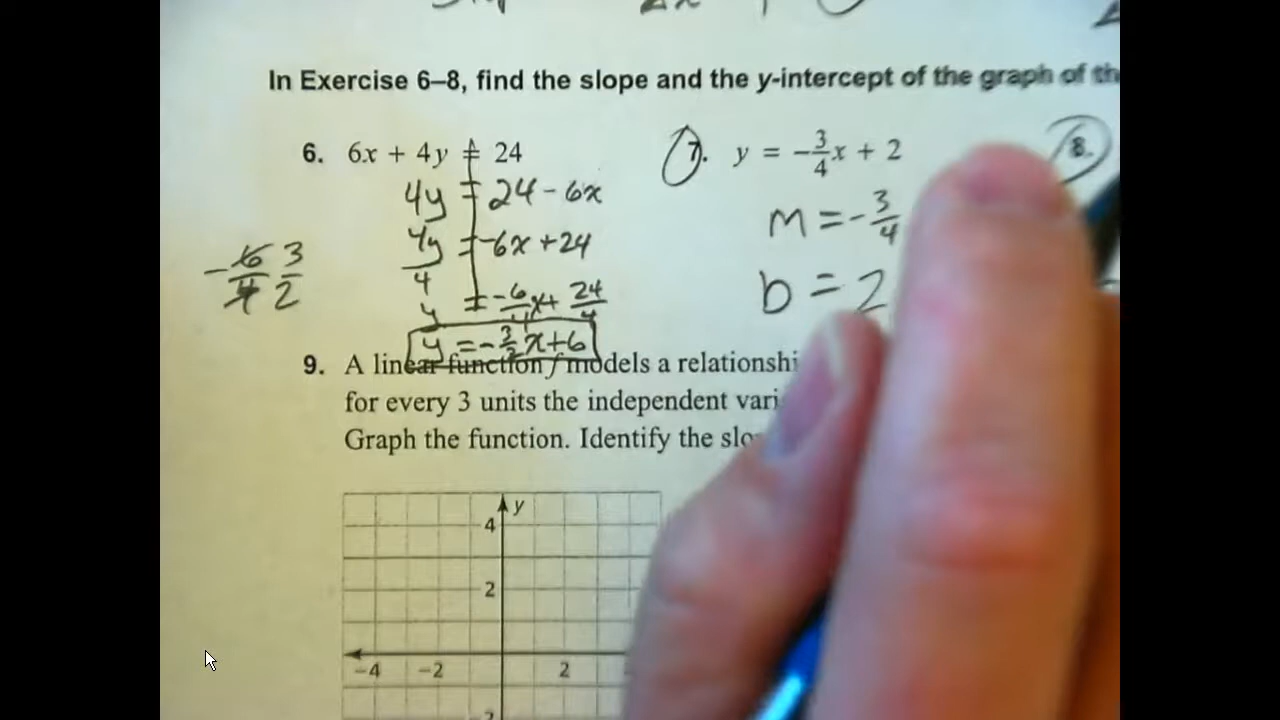 In Exercise 6–8, find the slope and the y-intercept of the graph of th
6. 6x + 4y = 24
4y = 24 - 6x
4y/4 = -6x + 24
y = -6/4 x + 24/4
y = -3/2 x + 6
-6/4 3/2
7. y = -3/4 x + 2
m = -3/4
b = 2
8.
9. A linear function f models a relationshi
for every 3 units the independent vari
Graph the function. Identify the slo
y
4
2
-4 -2 2